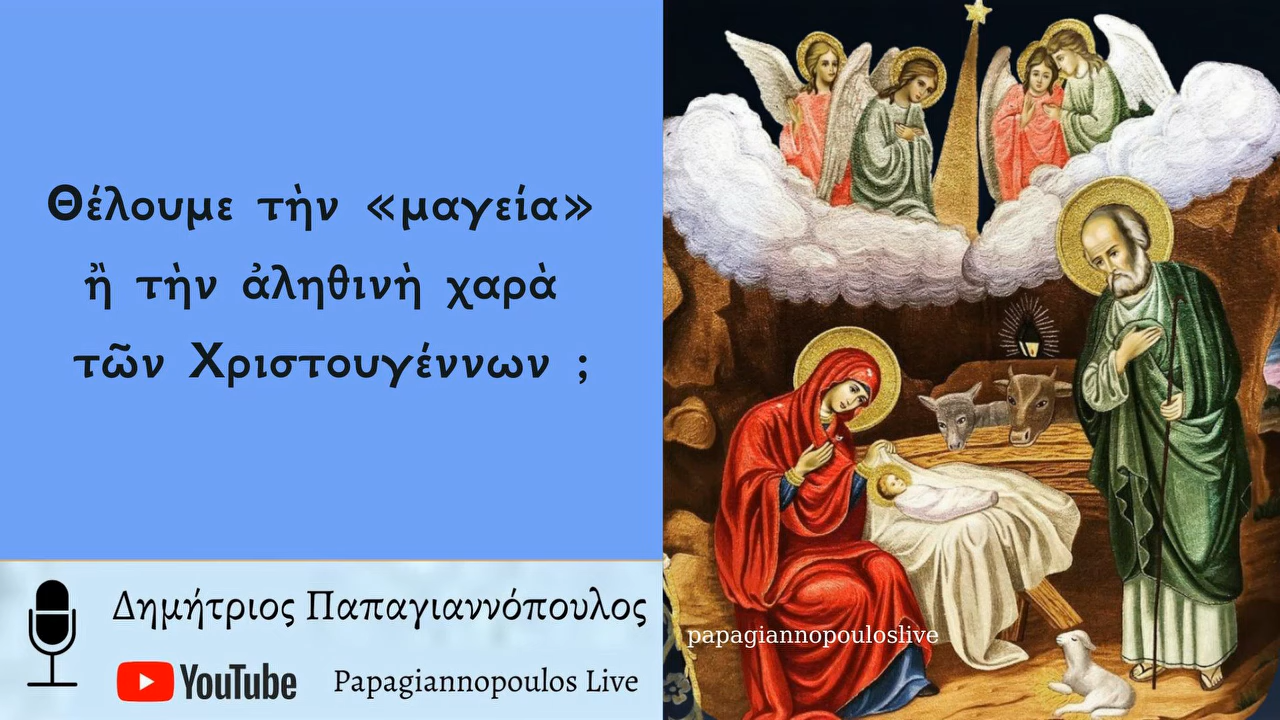 Θέλουμε τὴν «μαγεία»
ἢ τὴν ἀληθινὴ χαρὰ
τῶν Χριστουγέννων ;
Δημήτριος Παπαγιαννόπουλος
YouTube Papagiannopoulos Live
papagiannopouloslive